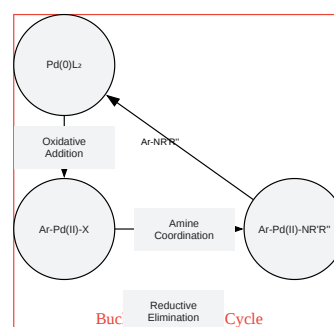 Pd(0)L₂
Oxidative
Addition
Ar-NR'R"
Ar-Pd(II)-X
Amine
Coordination
Ar-Pd(II)-NR'R"
Reductive
Elimination
Cycle